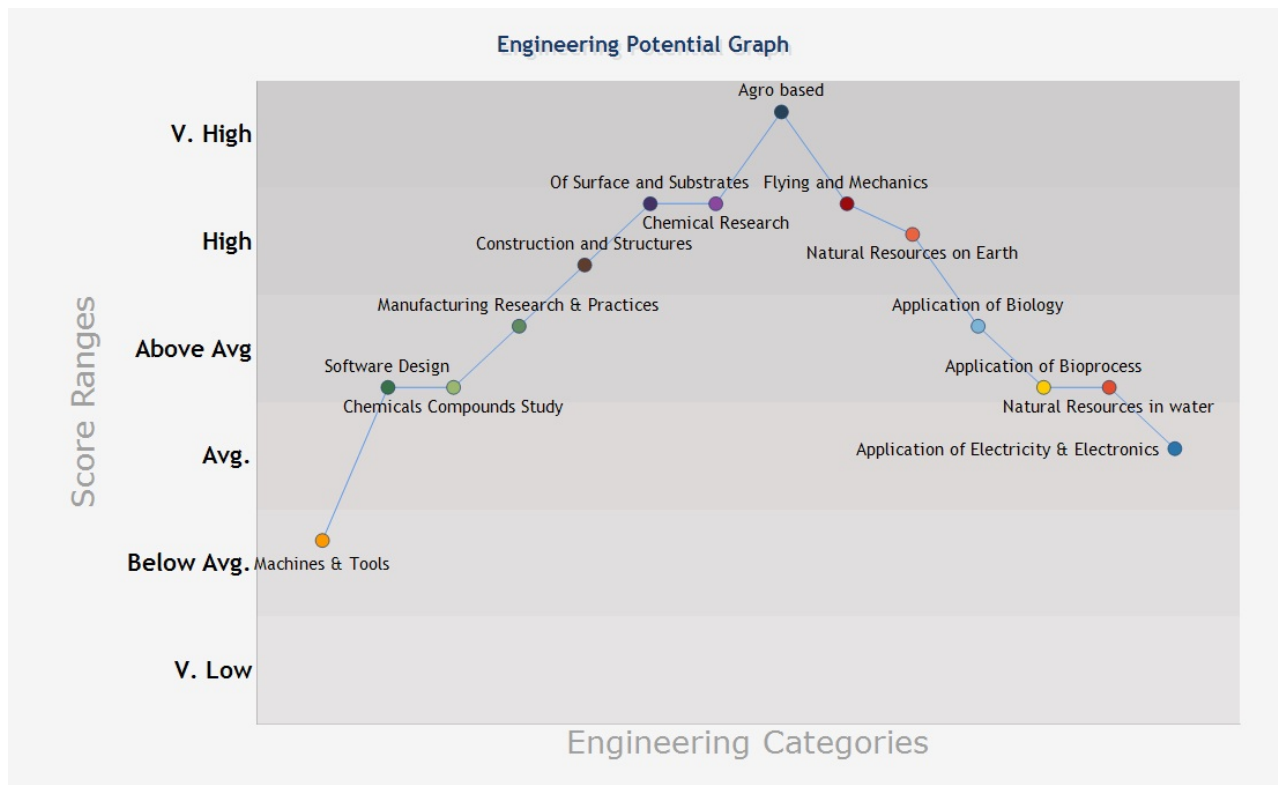 Engineering Potential Graph
Agro based
V. High
Of Surface and Substrates
Flying and Mechanics
Chemical Research
High
Construction and Structures
Natural Resources on Earth
Manufacturing Research & Practices
Application of Biology
Above Avg
Software Design
Application of Bioprocess
Chemicals Compounds Study
Natural Resources in water
Avg.
Application of Electricity & Electronics
Score Ranges
Below Avg.
Machines & Tools
V. Low
Engineering Categories